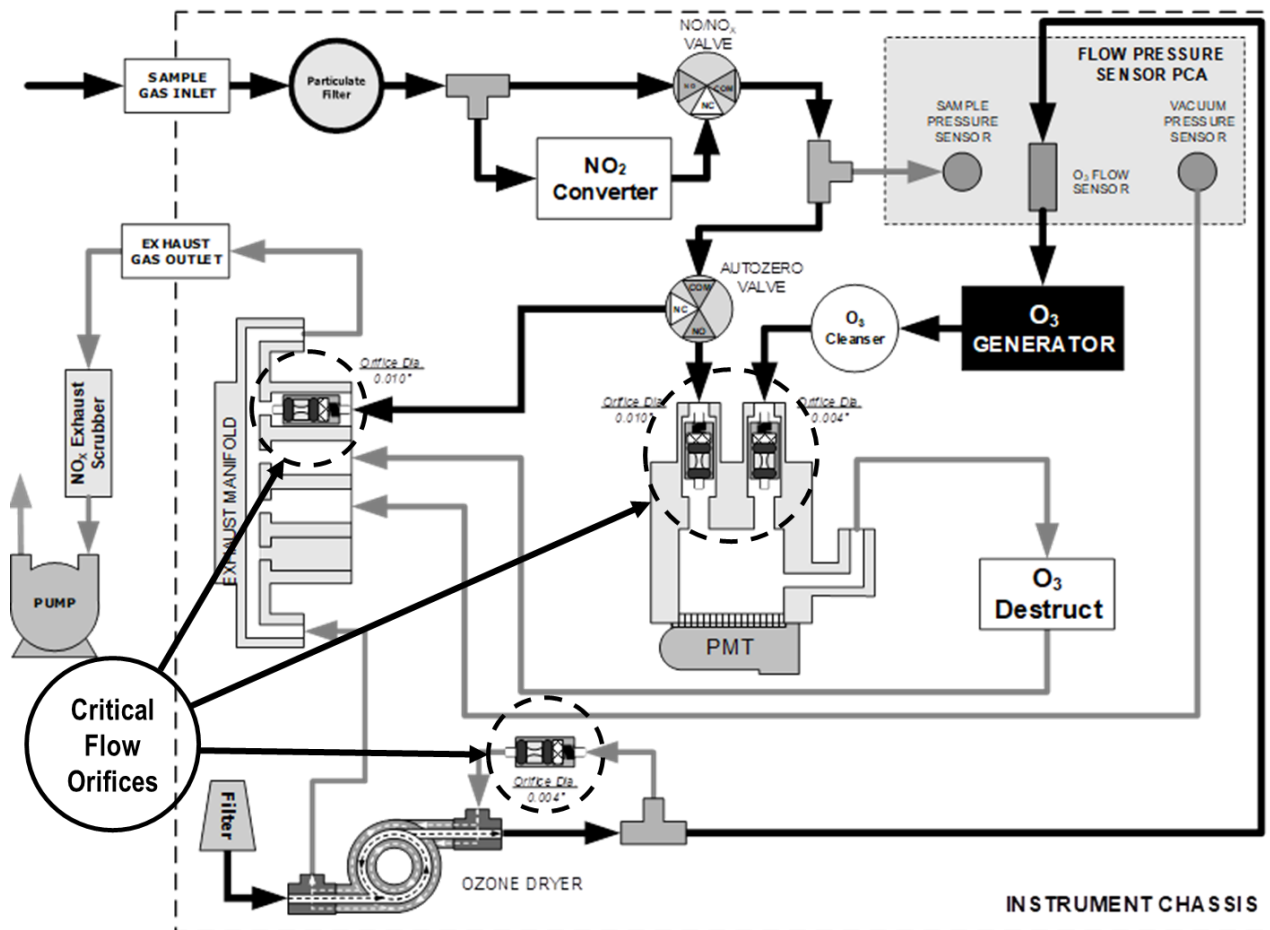 NO/NOX
VALVE
FLOW PRESSURE
SENSOR PCA
SAMPLE
GAS INLET
Particulate
Filter
NO
COM
NC
SAMPLE
PRESSURE
SENSOR
VACUUM
PRESSURE
SENSOR
NO2
Converter
O3 FLOW
SENSOR
EXHAUST
GAS OUTLET
AUTOZERO
VALVE
COM
NC
NO
O3
Cleanser
O3
GENERATOR
Orifice Dia.
0.010"
Orifice Dia.
0.010"
Orifice Dia.
0.004"
NOX Exhaust
Scrubber
EXHAUST MANIFOLD
PUMP
O3
Destruct
PMT
Critical
Flow
Orifices
Orifice Dia.
0.004"
Filter
OZONE DRYER
INSTRUMENT CHASSIS